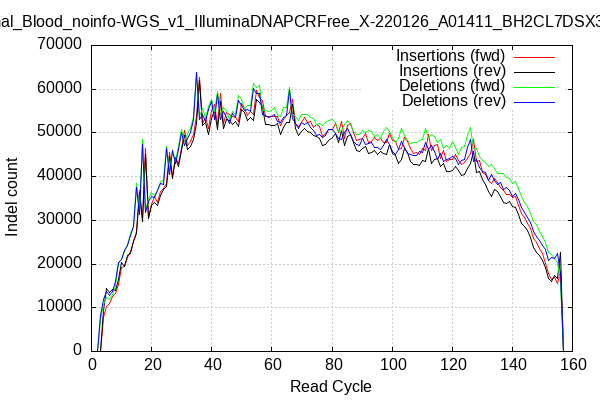 nal_Blood_noinfo-WGS_v1_IlluminaDNAPCRFree_X-220126_A01411_BH2CL7DSX3
70000
60000
50000
40000
30000
20000
10000
0
Insertions (fwd)
Insertions (rev)
Deletions (fwd)
Deletions (rev)
Indel count
0 20 40 60 80 100 120 140 160
Read Cycle